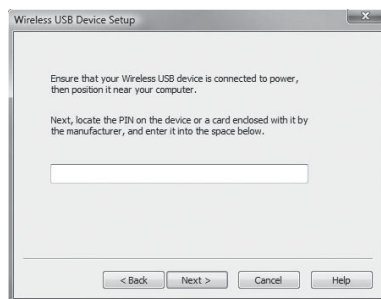 Wireless USB Device Setup
Ensure that your Wireless USB device is connected to power,
then position it near your computer.
Next, locate the PIN on the device or a card enclosed with it by
the manufacturer, and enter it into the space below.
< Back Next > Cancel Help